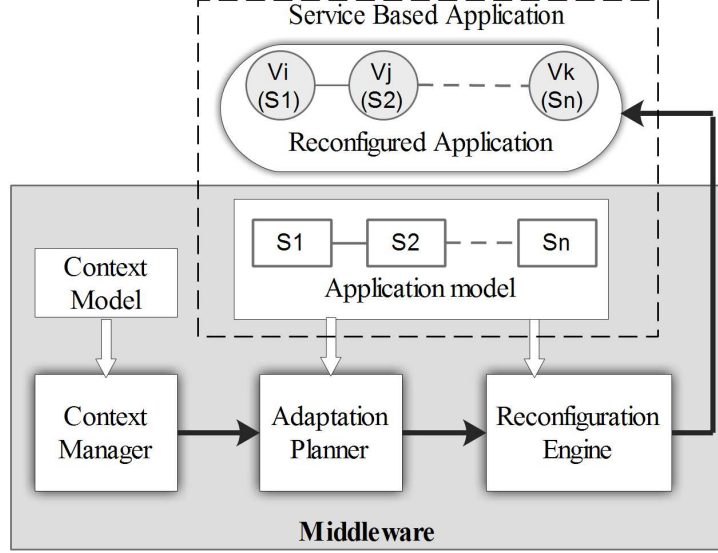 Service Based Application
Vi
(S1)
Vj
(S2)
Vk
(Sn)
Reconfigured Application
S1
S2
Sn
Application model
Context
Model
Context
Manager
Adaptation
Planner
Reconfiguration
Engine
Middleware